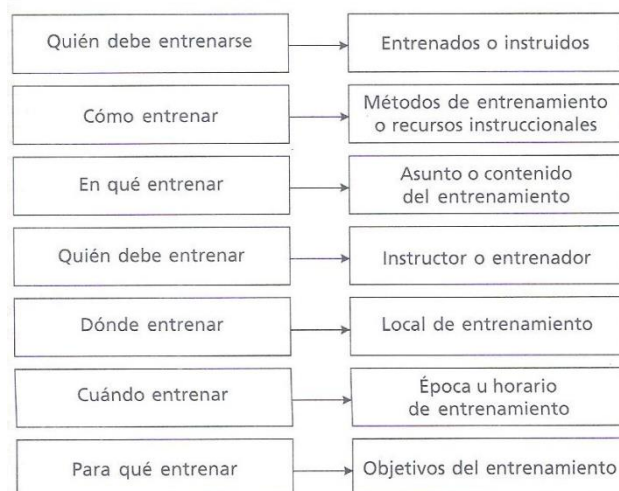 Quién debe entrenarse
Entrenados o instruidos
Cómo entrenar
Métodos de entrenamiento
o recursos instruccionales
En qué entrenar
Asunto o contenido
del entrenamiento
Quién debe entrenar
Instructor o entrenador
Dónde entrenar
Local de entrenamiento
Cuándo entrenar
Época u horario
de entrenamiento
Para qué entrenar
Objetivos del entrenamiento